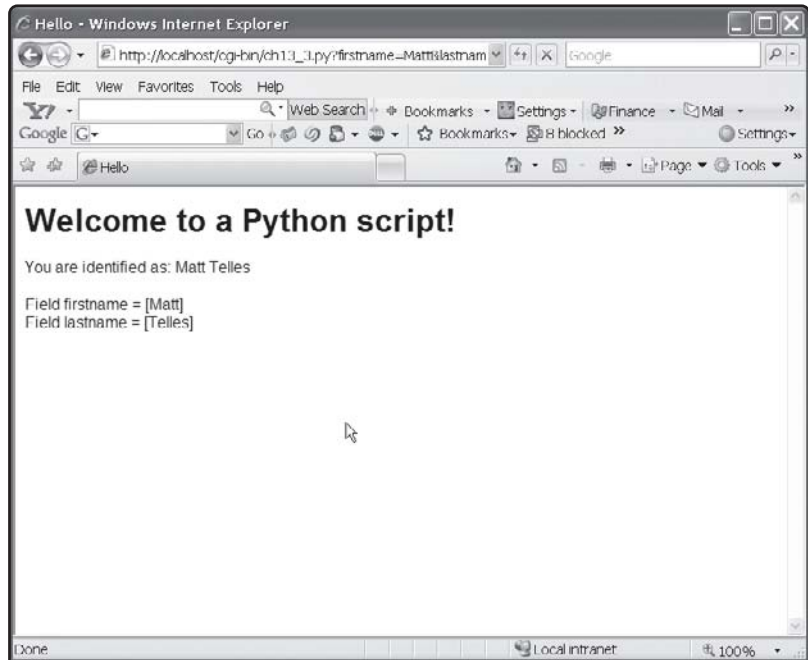 Hello - Windows Internet Explorer
http://localhost/cgi-bin/ch13_3.py?firstname=Matt&lastnam
Google
File Edit View Favorites Tools Help
Y! Web Search Bookmarks Settings Finance Mail »
Google G Go Bookmarks 8 blocked » Settings
Hello Page Tools »
Welcome to a Python script!
You are identified as: Matt Telles
Field firstname = [Matt]
Field lastname = [Telles]
Done Local intranet 100%